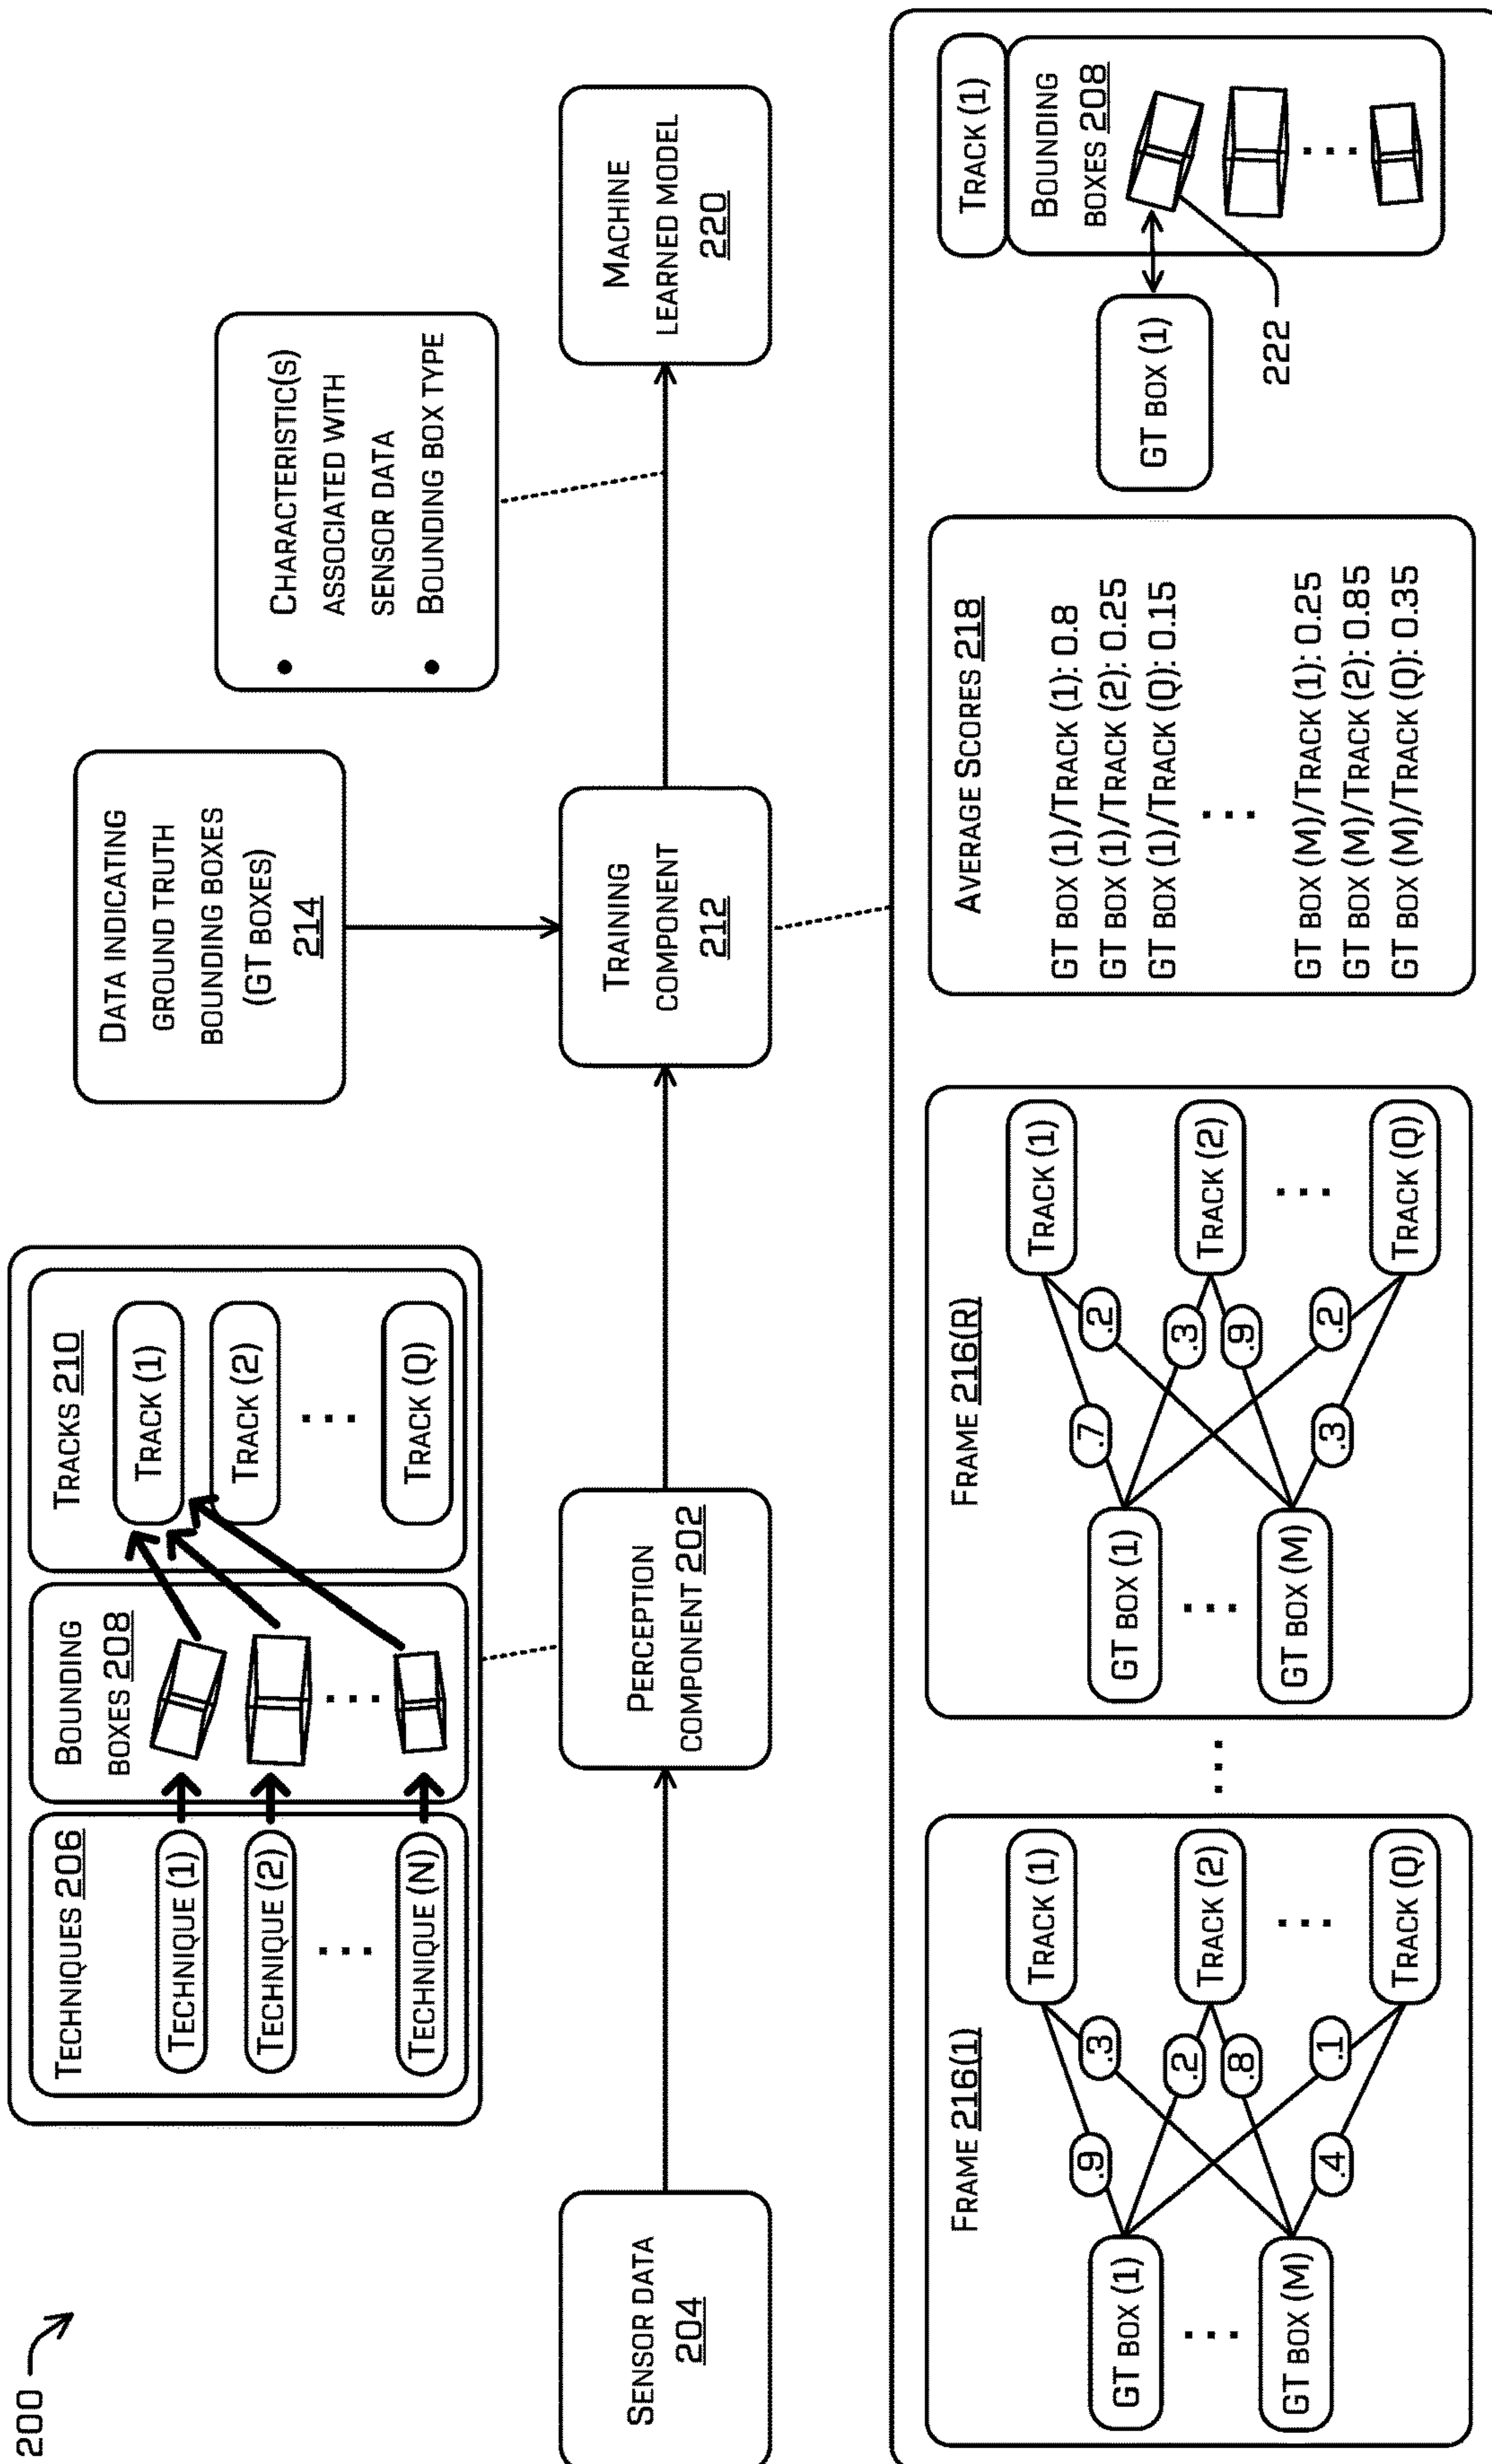 200
TECHNIQUES 206
TECHNIQUE (1)
TECHNIQUE (2)
TECHNIQUE (N)
BOUNDING
BOXES 208
TRACKS 210
TRACK (1)
TRACK (2)
TRACK (Q)
DATA INDICATING
GROUND TRUTH
BOUNDING BOXES
(GT BOXES)
214
• CHARACTERISTIC(S)
ASSOCIATED WITH
SENSOR DATA
• BOUNDING BOX TYPE
SENSOR DATA
204
PERCEPTION
COMPONENT 202
TRAINING
COMPONENT
212
MACHINE
LEARNED MODEL
220
FRAME 216(1)
GT BOX (1)
GT BOX (M)
.9
.3
.2
.8
.1
.4
TRACK (1)
TRACK (2)
TRACK (Q)
FRAME 216(R)
GT BOX (1)
GT BOX (M)
.7
.2
.3
.9
.2
.3
TRACK (1)
TRACK (2)
TRACK (Q)
AVERAGE SCORES 218
GT BOX (1)/TRACK (1): 0.8
GT BOX (1)/TRACK (2): 0.25
GT BOX (1)/TRACK (Q): 0.15
GT BOX (M)/TRACK (1): 0.25
GT BOX (M)/TRACK (2): 0.85
GT BOX (M)/TRACK (Q): 0.35
GT BOX (1)
222
TRACK (1)
BOUNDING
BOXES 208